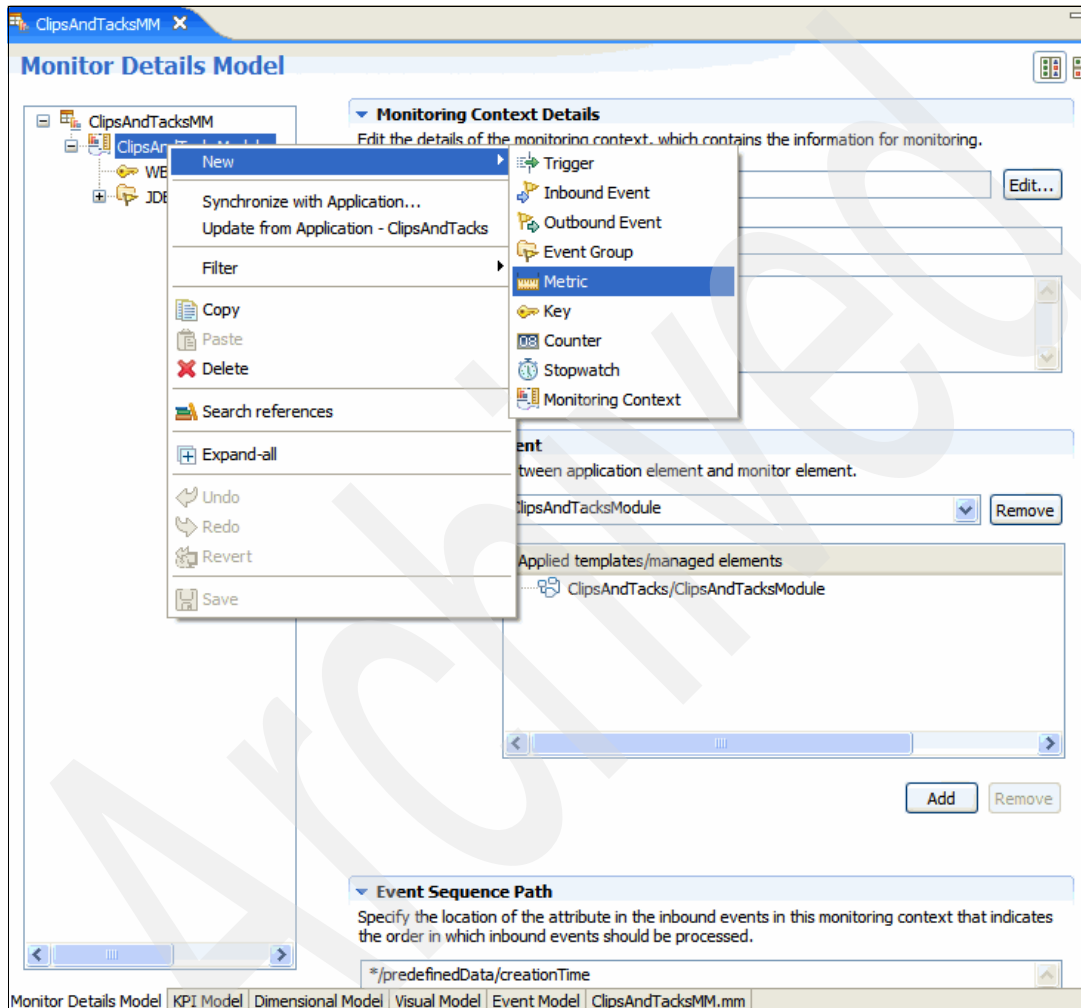 ClipsAndTacksMM
Monitor Details Model
ClipsAndTacksMM
Monitoring Context Details
Edit the details of the monitoring context, which contains the information for monitoring.
New
Synchronize with Application...
Update from Application - ClipsAndTacks
Filter
Copy
Paste
Delete
Search references
Expand-all
Undo
Redo
Revert
Save
Trigger
Inbound Event
Outbound Event
Event Group
Metric
Key
Counter
Stopwatch
Monitoring Context
Edit...
tween application element and monitor element.
ClipsAndTacksModule
Remove
Applied templates/managed elements
ClipsAndTacks/ClipsAndTacksModule
Add
Remove
Event Sequence Path
Specify the location of the attribute in the inbound events in this monitoring context that indicates
the order in which inbound events should be processed.
*/predefinedData/creationTime
Monitor Details Model KPI Model Dimensional Model Visual Model Event Model ClipsAndTacksMM.mm
Archived